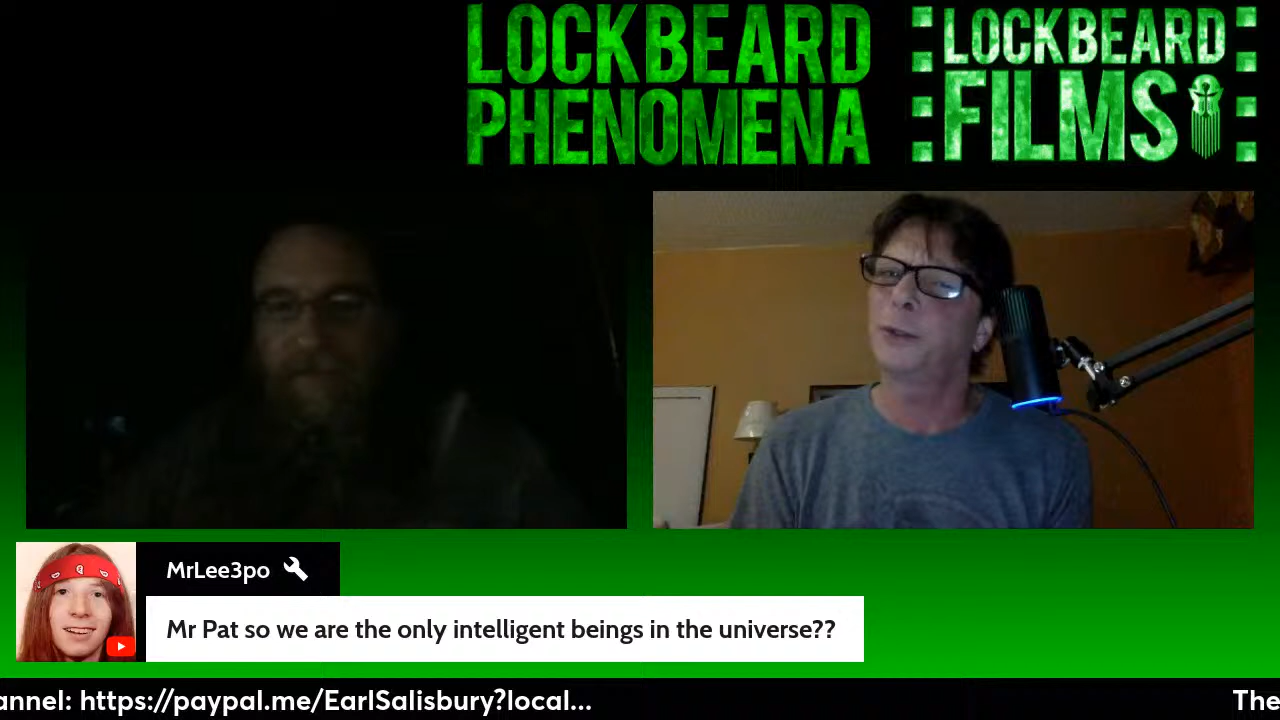 LOCKBEARD
PHENOMENA
LOCKBEARD
FILMS
MrLee3po
Mr Pat so we are the only intelligent beings in the universe??
annel: https://paypal.me/EarlSalisbury?local...
The